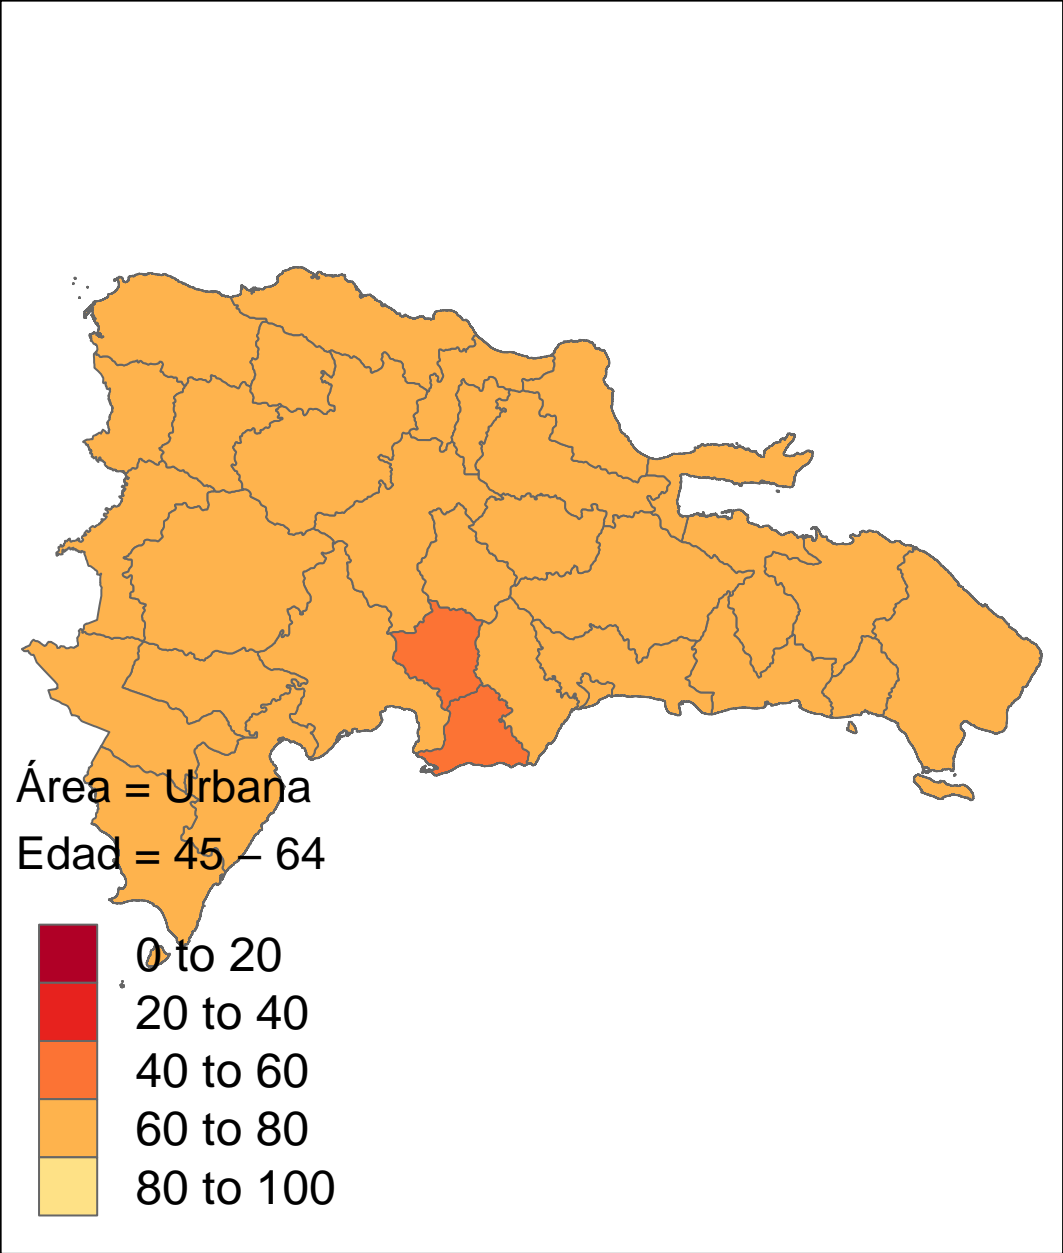 Área = Urbana
Edad = 45 – 64
0 to 20
20 to 40
40 to 60
60 to 80
80 to 100